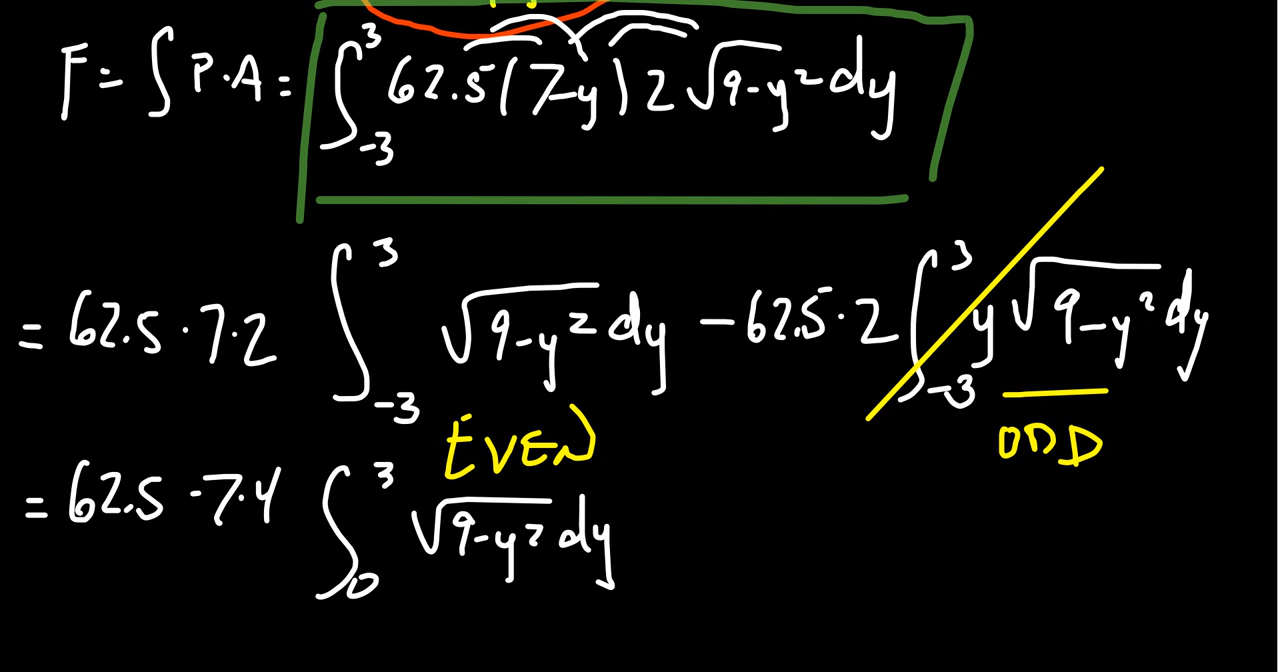 F = ∫ P·A = ∫_{-3}^{3} 62.5(7-y)2√(9-y²) dy
= 62.5·7·2 ∫_{-3}^{3} √(9-y²) dy - 62.5·2 ∫_{-3}^{3} y√(9-y²) dy
EVEN ODD
= 62.5·7·4 ∫_{0}^{3} √(9-y²) dy